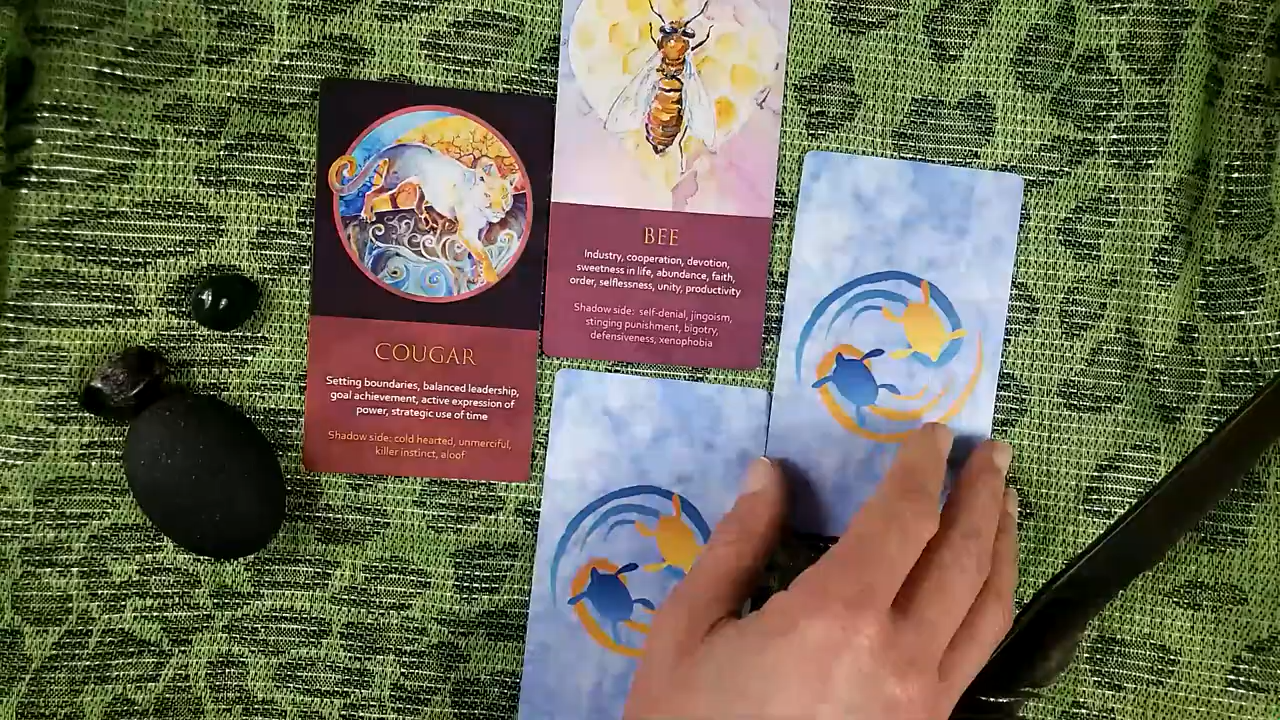 COUGAR
Setting boundaries, balanced leadership,
goal achievement, active expression of
power, strategic use of time
Shadow side: cold hearted, unmerciful,
killer instinct, aloof
BEE
Industry, cooperation, devotion,
sweetness in life, abundance, faith,
order, selflessness, unity, productivity
Shadow side: self-denial, jingoism,
stinging punishment, bigotry,
defensiveness, xenophobia